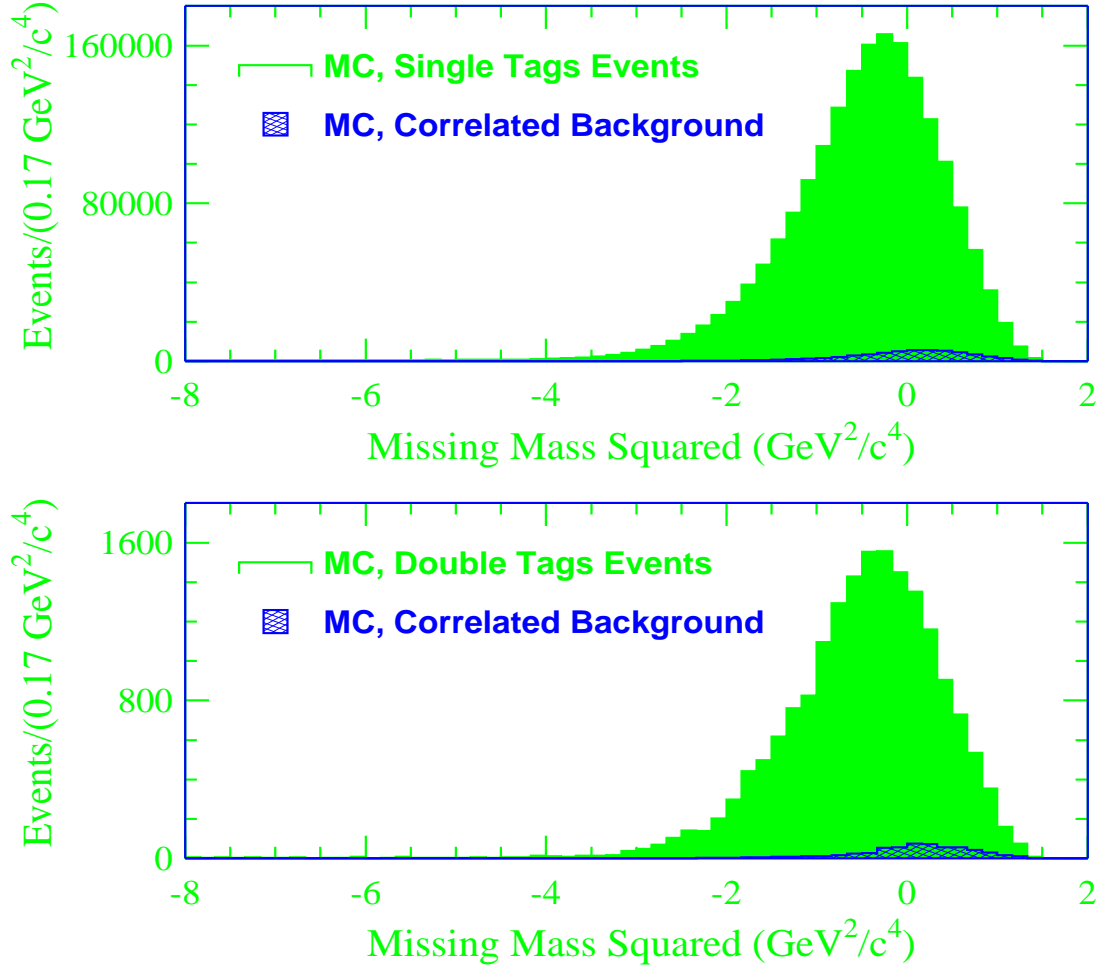 Events/(0.17 GeV²/c⁴)
160000
80000
0
MC, Single Tags Events
MC, Correlated Background
-8 -6 -4 -2 0 2
Missing Mass Squared (GeV²/c⁴)
Events/(0.17 GeV²/c⁴)
1600
800
0
MC, Double Tags Events
MC, Correlated Background
-8 -6 -4 -2 0 2
Missing Mass Squared (GeV²/c⁴)